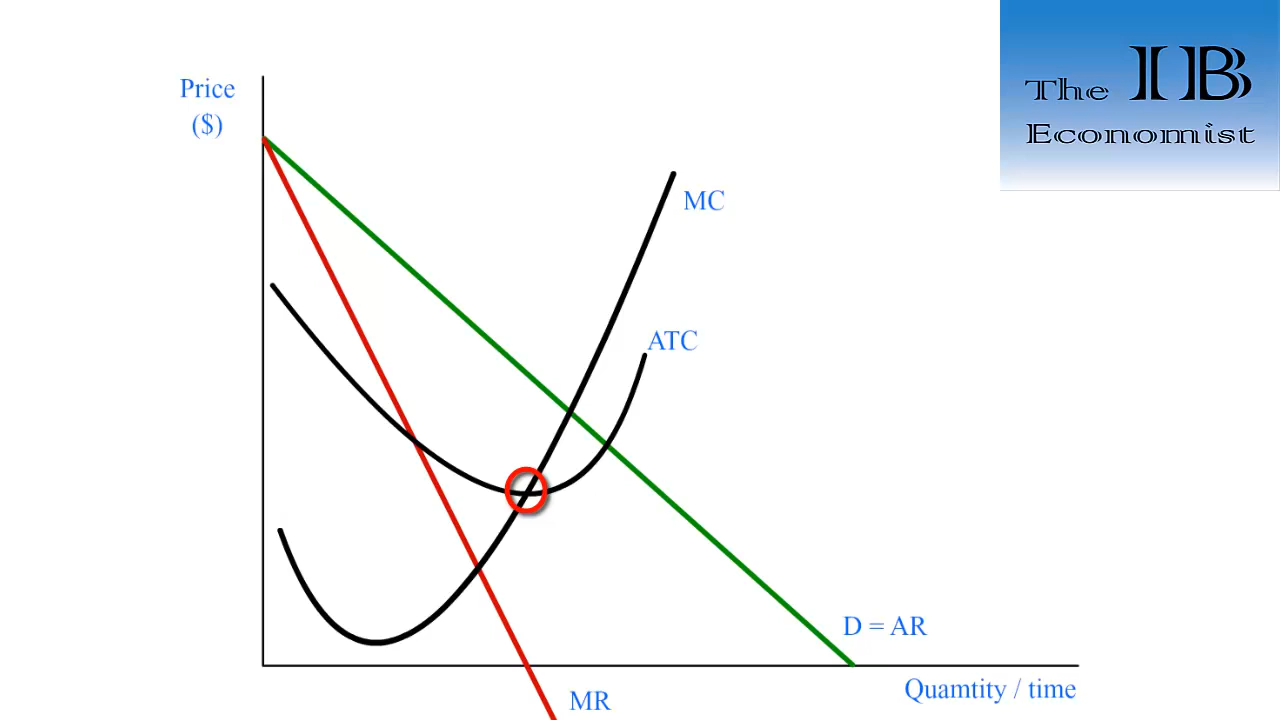 The IB
Economist
Price
($)
MC
ATC
D = AR
Quamtity / time
MR